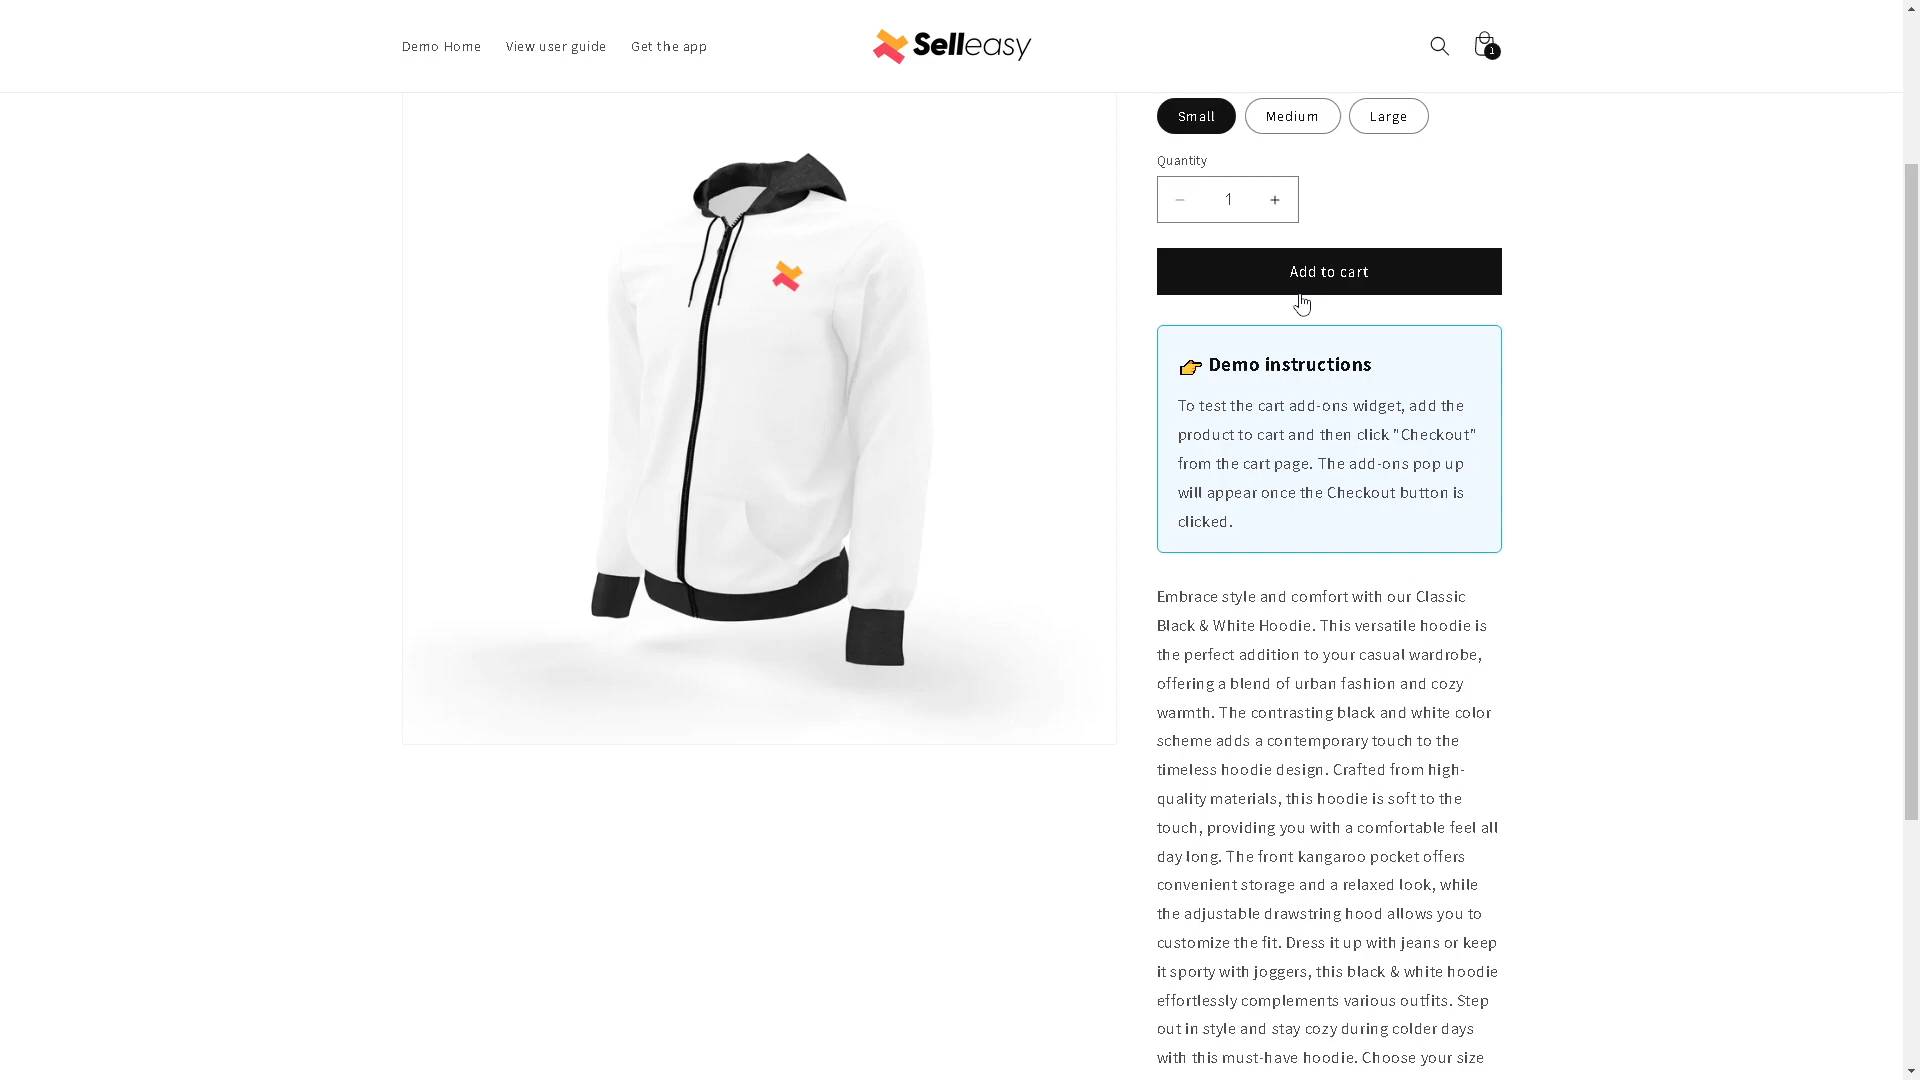 Demo Home
View user guide
Get the app
Selleasy
1
Small
Medium
Large
Quantity
− 1 +
Add to cart
👉 Demo instructions
To test the cart add-ons widget, add the
product to cart and then click "Checkout"
from the cart page. The add-ons pop up
will appear once the Checkout button is
clicked.
Embrace style and comfort with our Classic
Black & White Hoodie. This versatile hoodie is
the perfect addition to your casual wardrobe,
offering a blend of urban fashion and cozy
warmth. The contrasting black and white color
scheme adds a contemporary touch to the
timeless hoodie design. Crafted from high-
quality materials, this hoodie is soft to the
touch, providing you with a comfortable feel all
day long. The front kangaroo pocket offers
convenient storage and a relaxed look, while
the adjustable drawstring hood allows you to
customize the fit. Dress it up with jeans or keep
it sporty with joggers, this black & white hoodie
effortlessly complements various outfits. Step
out in style and stay cozy during colder days
with this must-have hoodie. Choose your size